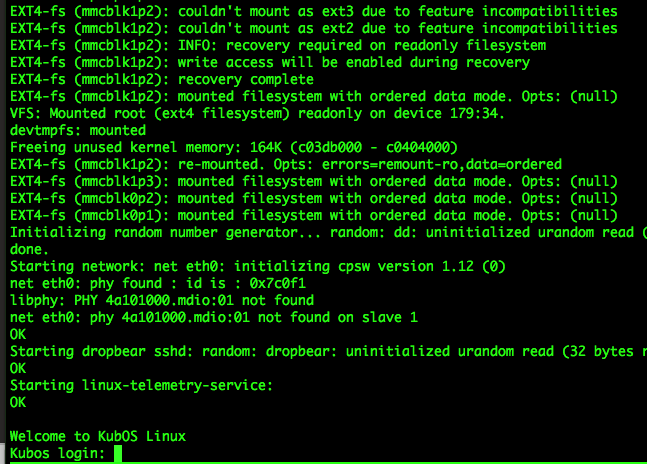 EXT4-fs (mmcblk1p2): couldn't mount as ext3 due to feature incompatibilities
EXT4-fs (mmcblk1p2): couldn't mount as ext2 due to feature incompatibilities
EXT4-fs (mmcblk1p2): INFO: recovery required on readonly filesystem
EXT4-fs (mmcblk1p2): write access will be enabled during recovery
EXT4-fs (mmcblk1p2): recovery complete
EXT4-fs (mmcblk1p2): mounted filesystem with ordered data mode. Opts: (null)
VFS: Mounted root (ext4 filesystem) readonly on device 179:34.
devtmpfs: mounted
Freeing unused kernel memory: 164K (c03db000 - c0404000)
EXT4-fs (mmcblk1p2): re-mounted. Opts: errors=remount-ro,data=ordered
EXT4-fs (mmcblk1p3): mounted filesystem with ordered data mode. Opts: (null)
EXT4-fs (mmcblk0p2): mounted filesystem with ordered data mode. Opts: (null)
EXT4-fs (mmcblk0p1): mounted filesystem with ordered data mode. Opts: (null)
Initializing random number generator... random: dd: uninitialized urandom read (
done.
Starting network: net eth0: initializing cpsw version 1.12 (0)
net eth0: phy found : id is : 0x7c0f1
libphy: PHY 4a101000.mdio:01 not found
net eth0: phy 4a101000.mdio:01 not found on slave 1
OK
Starting dropbear sshd: random: dropbear: uninitialized urandom read (32 bytes r
OK
Starting linux-telemetry-service:
OK
Welcome to KubOS Linux
Kubos login: